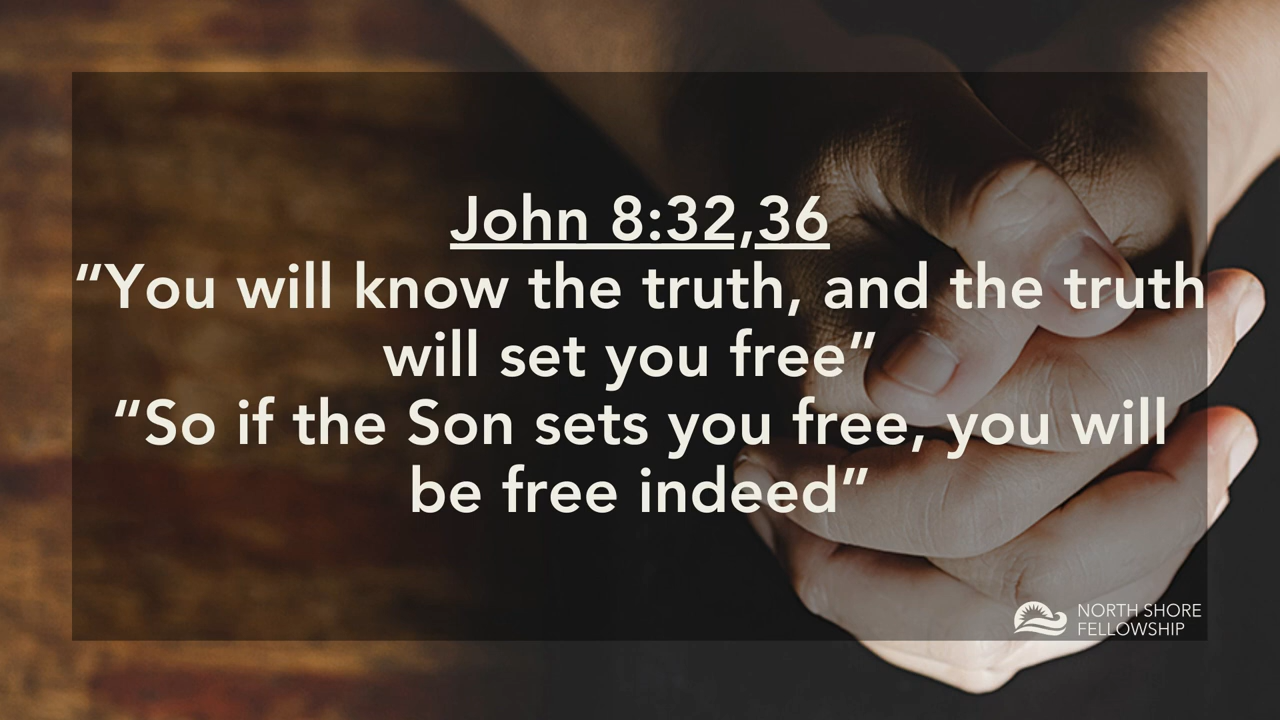 John 8:32,36
“You will know the truth, and the truth
will set you free”
“So if the Son sets you free, you will
be free indeed”
NORTH SHORE
FELLOWSHIP